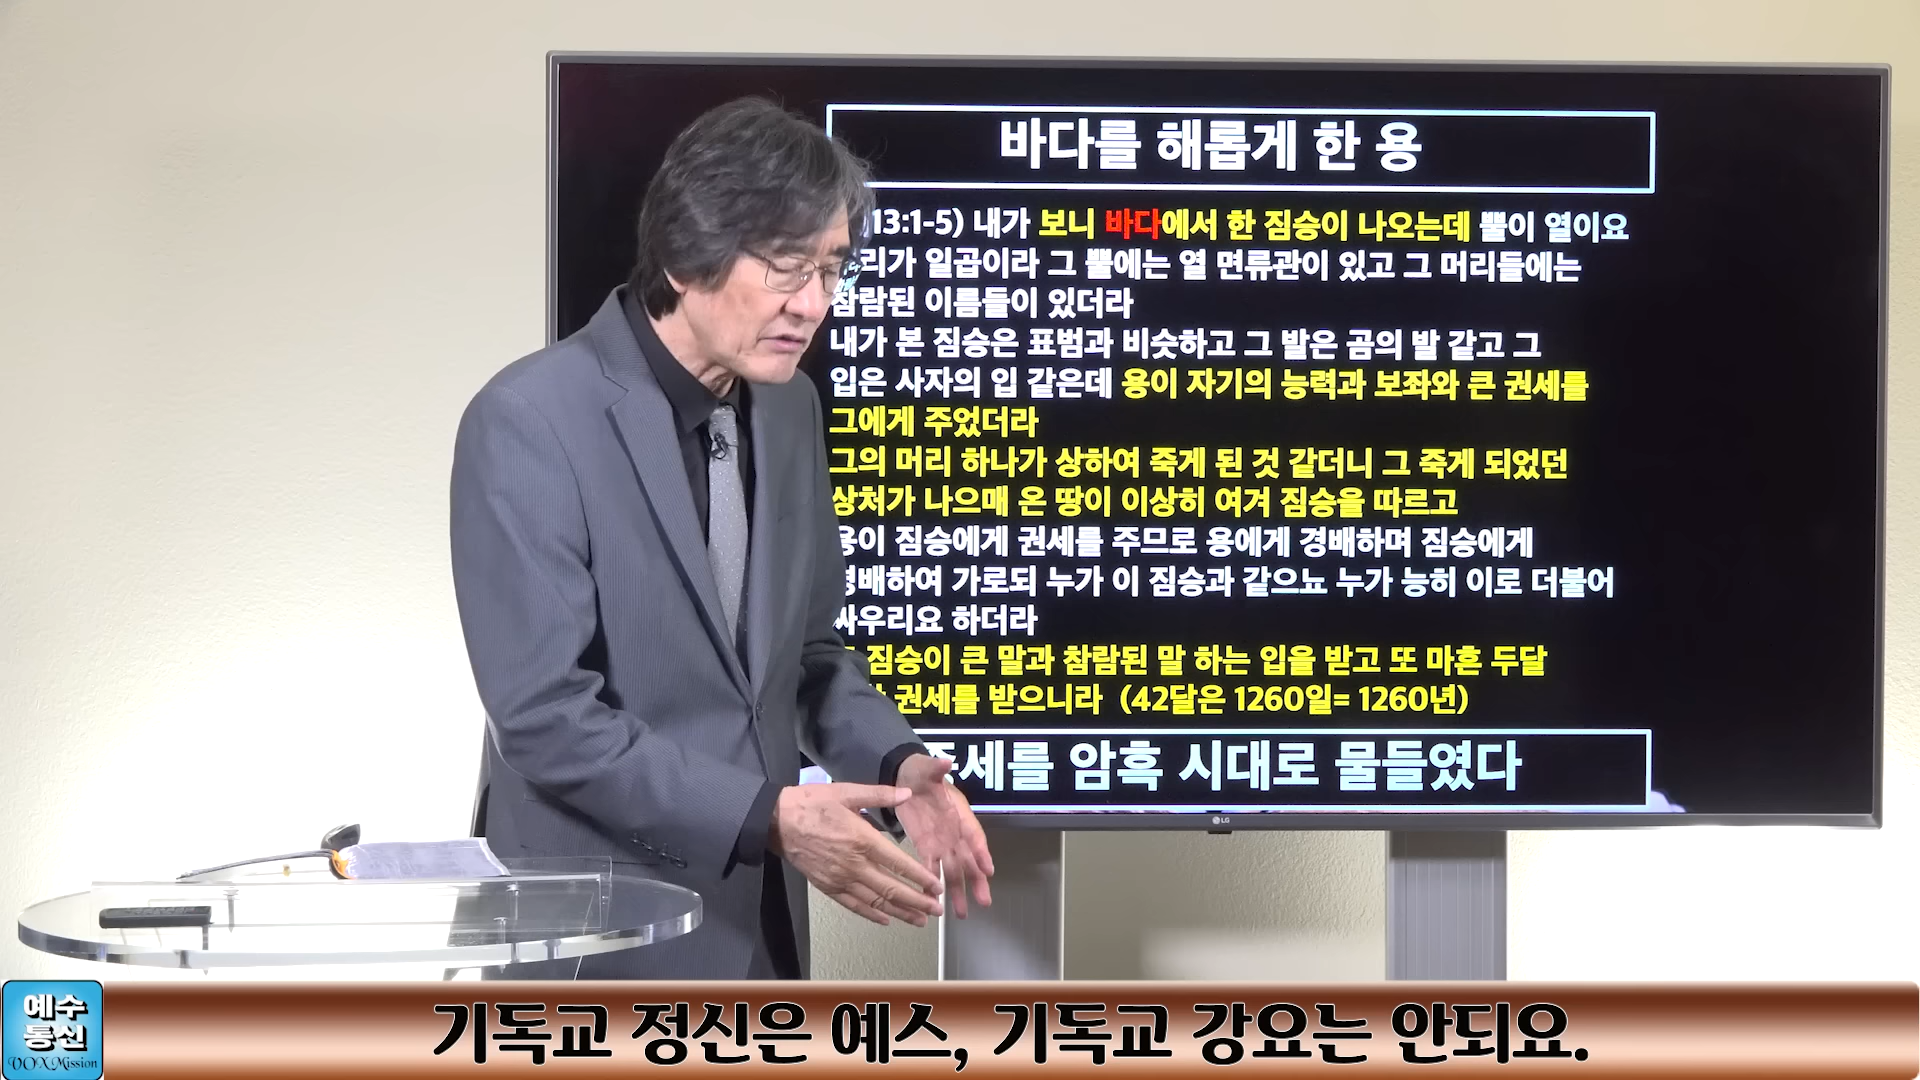 바다를 해롭게 한 용
13:1-5) 내가 보니 바다에서 한 짐승이 나오는데 뿔이 열이요
일곱이라 그 뿔에는 열 면류관이 있고 그 머리들에는
참람된 이름들이 있더라
내가 본 짐승은 표범과 비슷하고 그 발은 곰의 발 같고 그
입은 사자의 입 같은데 용이 자기의 능력과 보좌와 큰 권세를
그에게 주었더라
그의 머리 하나가 상하여 죽게 된 것 같더니 그 죽게 되었던
상처가 나으매 온 땅이 이상히 여겨 짐승을 따르고
용이 짐승에게 권세를 주므로 용에게 경배하며 짐승에게
경배하여 가로되 누가 이 짐승과 같으뇨 누가 능히 이로 더불어
싸우리요 하더라
짐승이 큰 말과 참람된 말 하는 입을 받고 또 마흔 두달
권세를 받으니라 (42달은 1260일= 1260년)
중세를 암흑 시대로 물들였다
LG
기독교 정신은 예스, 기독교 강요는 안되요.
예수
통신
VOX Mission